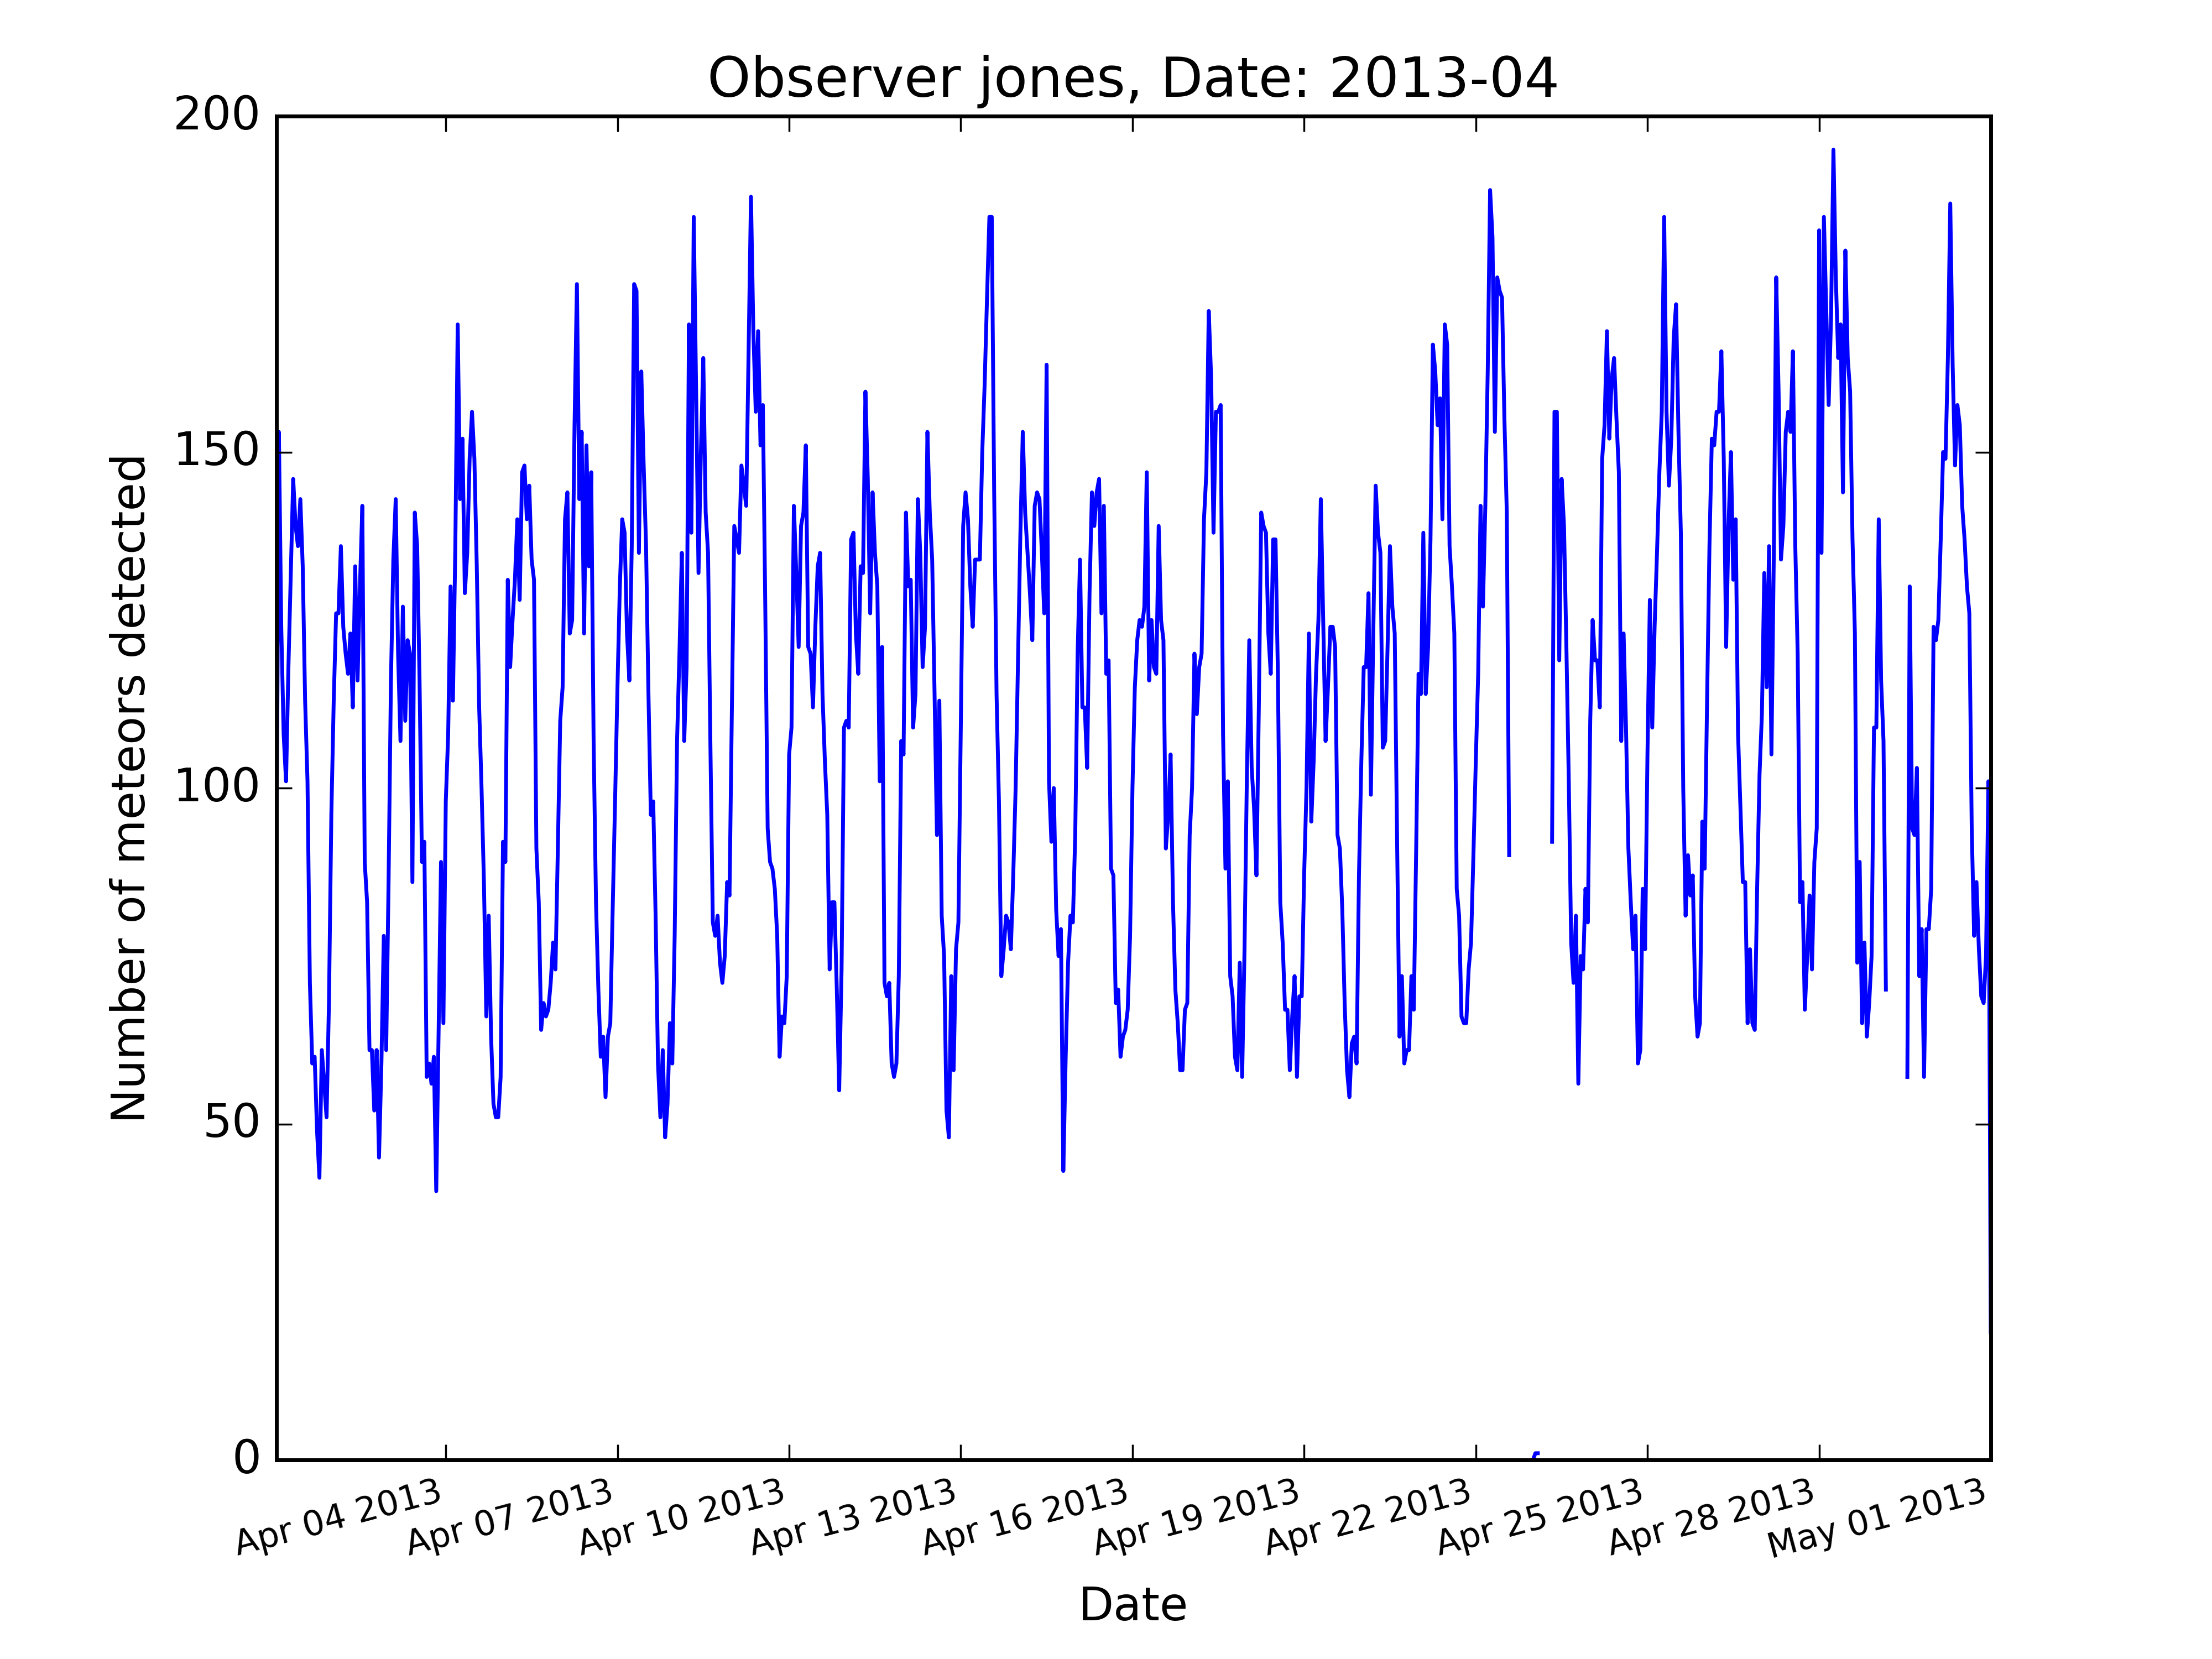 Observer jones, Date: 2013-04
200
150
100
50
0
Number of meteors detected
Apr 04 2013
Apr 07 2013
Apr 10 2013
Apr 13 2013
Apr 16 2013
Apr 19 2013
Apr 22 2013
Apr 25 2013
Apr 28 2013
May 01 2013
Date